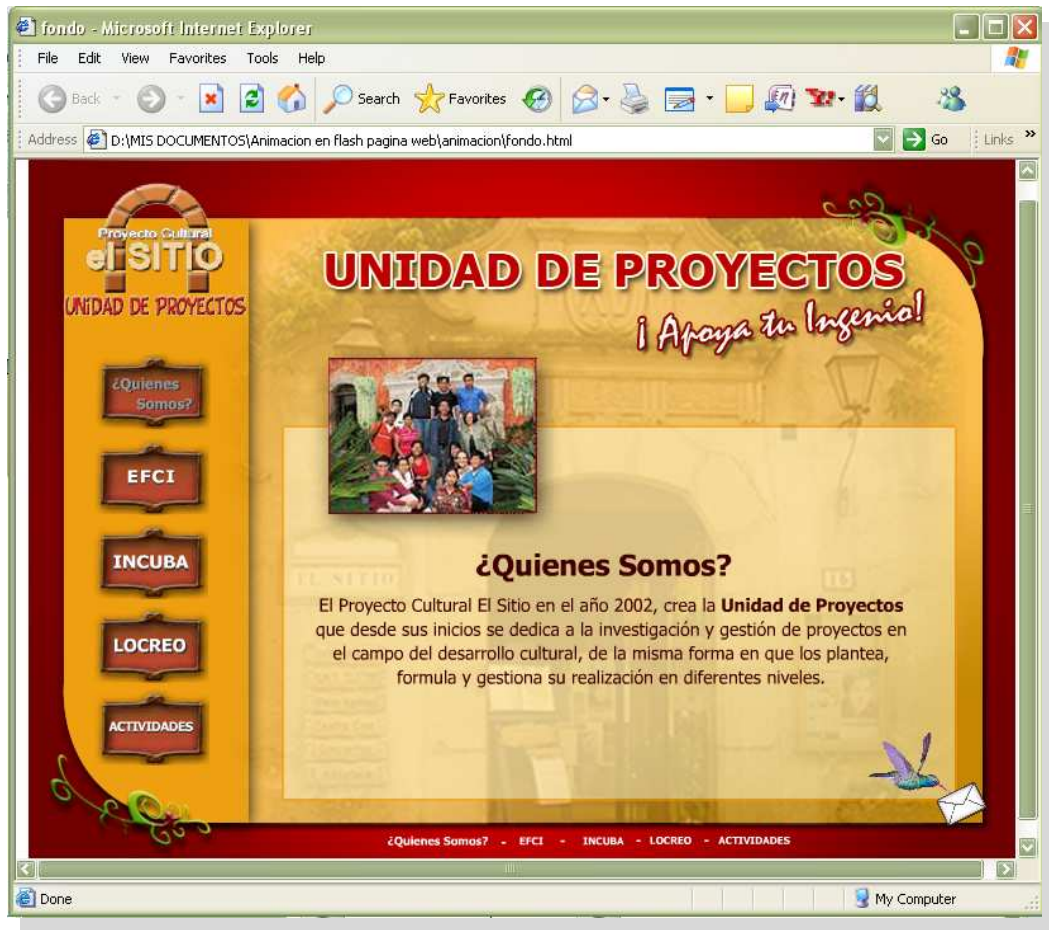 fondo - Microsoft Internet Explorer
File Edit View Favorites Tools Help
Back Search Favorites
Address D:\MIS DOCUMENTOS\Animacion en flash pagina web\animacion\fondo.html Go Links »
Proyecto Cultural
el SITIO
UNIDAD DE PROYECTOS
UNIDAD DE PROYECTOS
¡ Apoya tu Ingenio!
¿Quienes
Somos?
EFCI
INCUBA
LOCREO
ACTIVIDADES
EL SITIO
15
¿Quienes Somos?
El Proyecto Cultural El Sitio en el año 2002, crea la Unidad de Proyectos
que desde sus inicios se dedica a la investigación y gestión de proyectos en
el campo del desarrollo cultural, de la misma forma en que los plantea,
formula y gestiona su realización en diferentes niveles.
¿Quienes Somos? - EFCI - INCUBA - LOCREO - ACTIVIDADES
Done My Computer